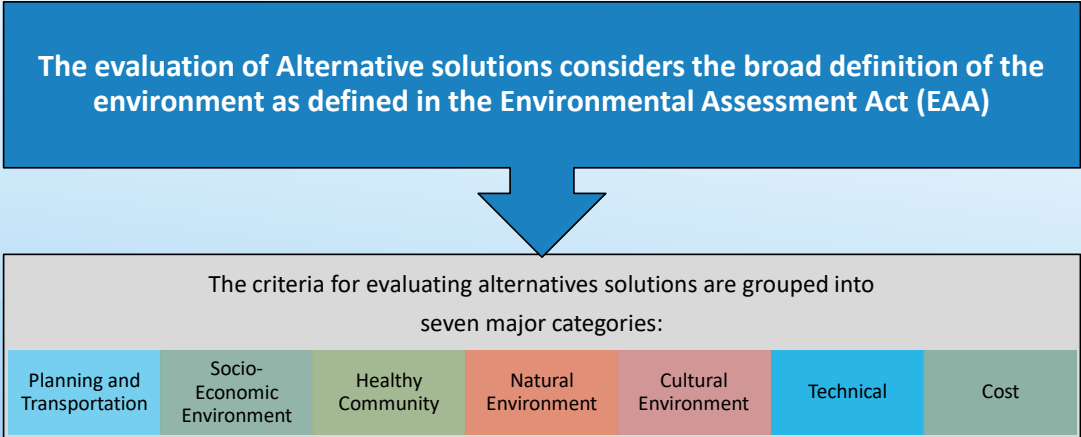 The evaluation of Alternative solutions considers the broad definition of the
environment as defined in the Environmental Assessment Act (EAA)
The criteria for evaluating alternatives solutions are grouped into
seven major categories:
Planning and
Transportation
Socio-
Economic
Environment
Healthy
Community
Natural
Environment
Cultural
Environment
Technical
Cost